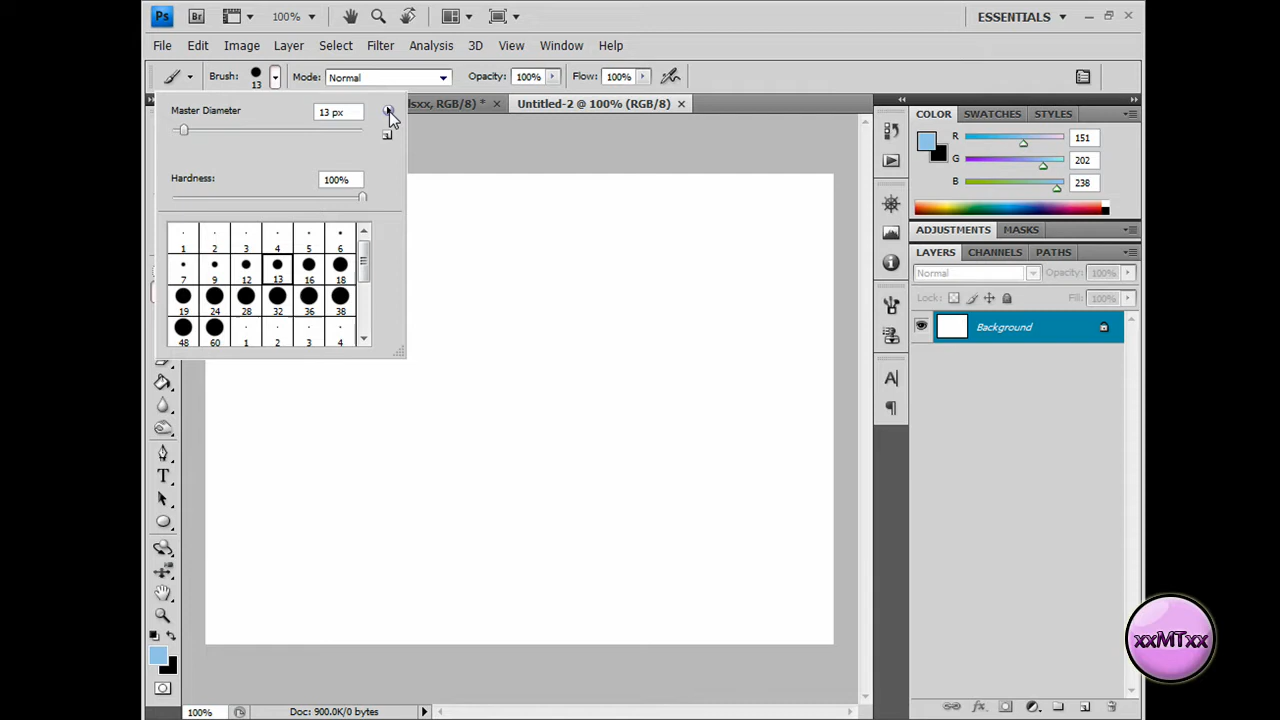 Ps Br 100% ESSENTIALS
File Edit Image Layer Select Filter Analysis 3D View Window Help
Brush: 13 Mode: Normal Opacity: 100% Flow: 100%
lsxx, RGB/8) * Untitled-2 @ 100% (RGB/8)
Master Diameter 13 px
Hardness: 100%
1 2 3 4 5 6
7 9 12 13 16 18
19 24 28 32 36 38
48 60 1 2 3 4
COLOR SWATCHES STYLES
R 151
G 202
B 238
ADJUSTMENTS MASKS
LAYERS CHANNELS PATHS
Normal Opacity: 100%
Lock: Fill: 100%
Background
T
A
fx
100% Doc: 900.0K/0 bytes
xxMTxx